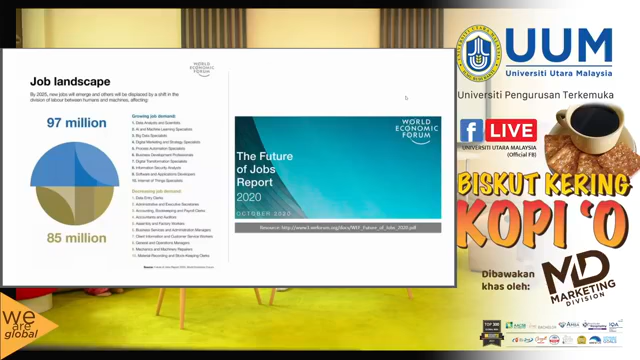 WORLD
ECONOMIC
FORUM
Job landscape
By 2025, new jobs will emerge and others will be displaced by a shift in the
division of labour between humans and machines, affecting:
97 million
85 million
Growing job demand:
1. Data Analysts and Scientists
2. AI and Machine Learning Specialists
3. Big Data Specialists
4. Digital Marketing and Strategy Specialists
5. Process Automation Specialists
6. Business Development Professionals
7. Digital Transformation Specialists
8. Information Security Analysts
9. Software and Applications Developers
10. Internet of Things Specialists
Decreasing job demand:
1. Data Entry Clerks
2. Administrative and Executive Secretaries
3. Accounting, Bookkeeping and Payroll Clerks
4. Accountants and Auditors
5. Assembly and Factory Workers
6. Business Services and Administration Managers
7. Client Information and Customer Service Workers
8. General and Operations Managers
9. Mechanics and Machinery Repairers
10. Material-Recording and Stock-Keeping Clerks
WORLD
ECONOMIC
FORUM
The Future
of Jobs
Report
2020
OCTOBER 2020
Resource: http://www3.weforum.org/docs/WEF_Future_of_Jobs_2020.pdf
UUM
Universiti Utara Malaysia
Universiti Pengurusan Terkemuka
f LIVE
UNIVERSITI UTARA MALAYSIA
(Official FB)
BISKUT KERING
KOPI 'O
Dibawakan
khas oleh:
MD
MARKETING
DIVISION
we
are
global